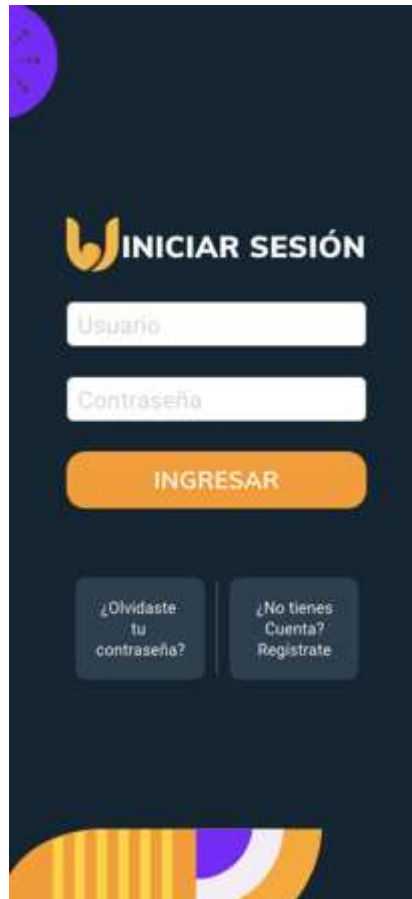 INICIAR SESIÓN
Usuario
Contraseña
INGRESAR
¿Olvidaste
tu
contraseña?
¿No tienes
Cuenta?
Registrate